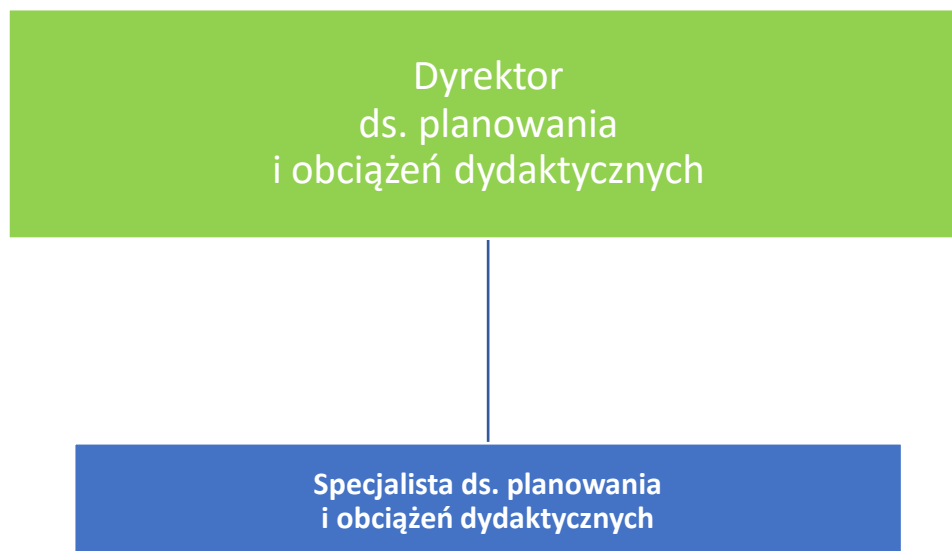 Dyrektor
ds. planowania
i obciążeń dydaktycznych
Specjalista ds. planowania
i obciążeń dydaktycznych